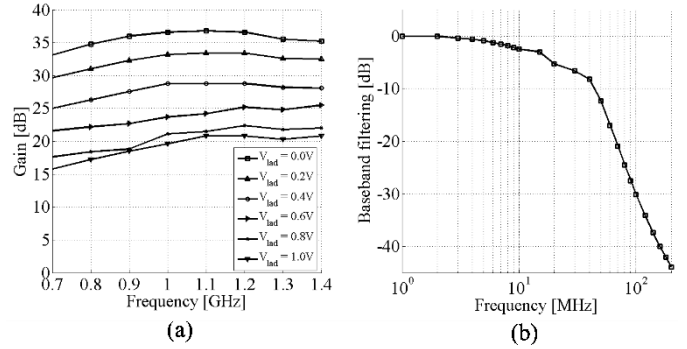 40
35
30
25
20
15
10
5
0
Gain [dB]
V_lad = 0.0V
V_lad = 0.2V
V_lad = 0.4V
V_lad = 0.6V
V_lad = 0.8V
V_lad = 1.0V
0.7 0.8 0.9 1 1.1 1.2 1.3 1.4
Frequency [GHz]
(a)
0
-10
-20
-30
-40
Baseband filtering [dB]
10^0 10^1 10^2
Frequency [MHz]
(b)